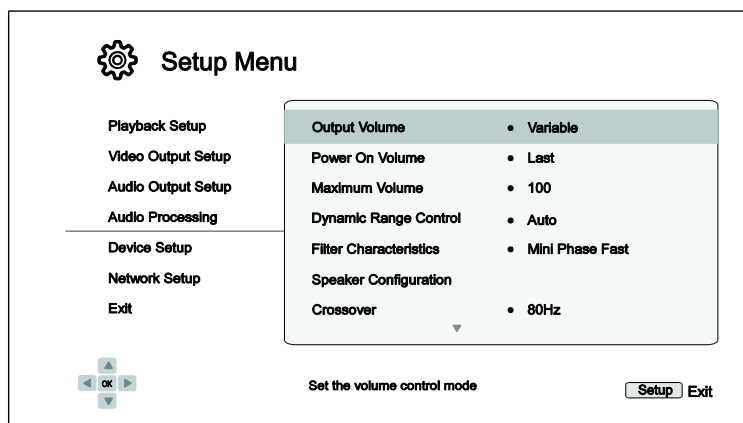 Setup Menu
Playback Setup
Video Output Setup
Audio Output Setup
Audio Processing
Device Setup
Network Setup
Exit
Output Volume • Variable
Power On Volume • Last
Maximum Volume • 100
Dynamic Range Control • Auto
Filter Characteristics • Mini Phase Fast
Speaker Configuration
Crossover • 80Hz
OK
Set the volume control mode
Setup Exit